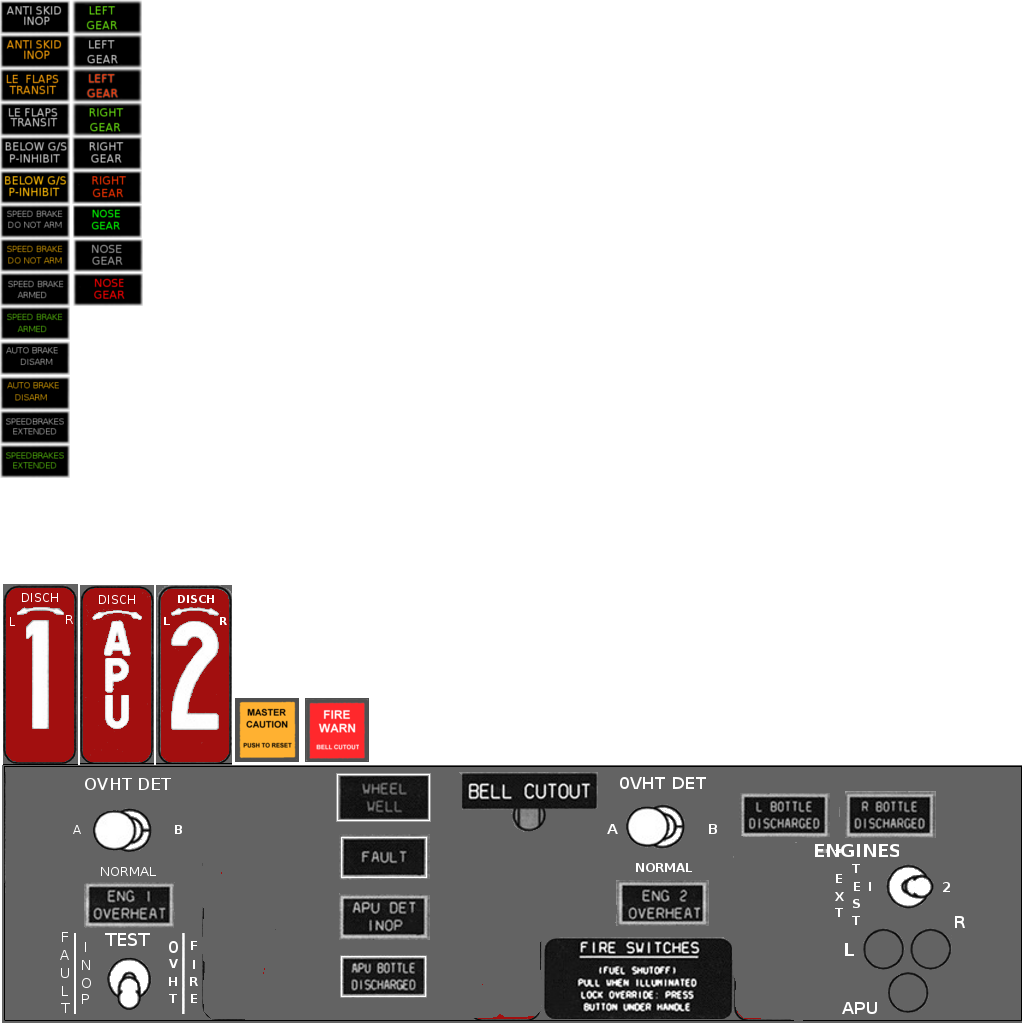 ANTI SKID
INOP
ANTI SKID
INOP
LE FLAPS
TRANSIT
LE FLAPS
TRANSIT
BELOW G/S
P-INHIBIT
BELOW G/S
P-INHIBIT
SPEED BRAKE
DO NOT ARM
SPEED BRAKE
DO NOT ARM
SPEED BRAKE
ARMED
SPEED BRAKE
ARMED
AUTO BRAKE
DISARM
AUTO BRAKE
DISARM
SPEEDBRAKES
EXTENDED
SPEEDBRAKES
EXTENDED
LEFT
GEAR
LEFT
GEAR
LEFT
GEAR
RIGHT
GEAR
RIGHT
GEAR
RIGHT
GEAR
NOSE
GEAR
NOSE
GEAR
NOSE
GEAR
DISCH
L R
1
DISCH
APU
DISCH
L R
2
MASTER
CAUTION
PUSH TO RESET
FIRE
WARN
BELL CUTOUT
OVHT DET
A B
NORMAL
ENG 1
OVERHEAT
TEST
FAULT
INOP
OVHT
FIRE
WHEEL
WELL
FAULT
APU DET
INOP
APU BOTTLE
DISCHARGED
BELL CUTOUT
OVHT DET
A B
NORMAL
ENG 2
OVERHEAT
FIRE SWITCHES
(FUEL SHUTOFF)
PULL WHEN ILLUMINATED
LOCK OVERRIDE: PRESS
BUTTON UNDER HANDLE
L BOTTLE
DISCHARGED
R BOTTLE
DISCHARGED
ENGINES
EXT
TEST
1 2
R
L
APU